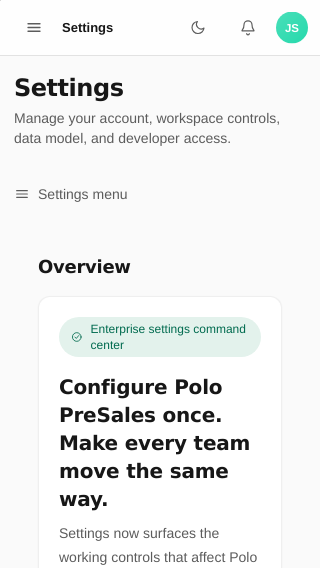 Settings
JS
Settings
Manage your account, workspace controls,
data model, and developer access.
Settings menu
Overview
Enterprise settings command
center
Configure Polo
PreSales once.
Make every team
move the same
way.
Settings now surfaces the
working controls that affect Polo